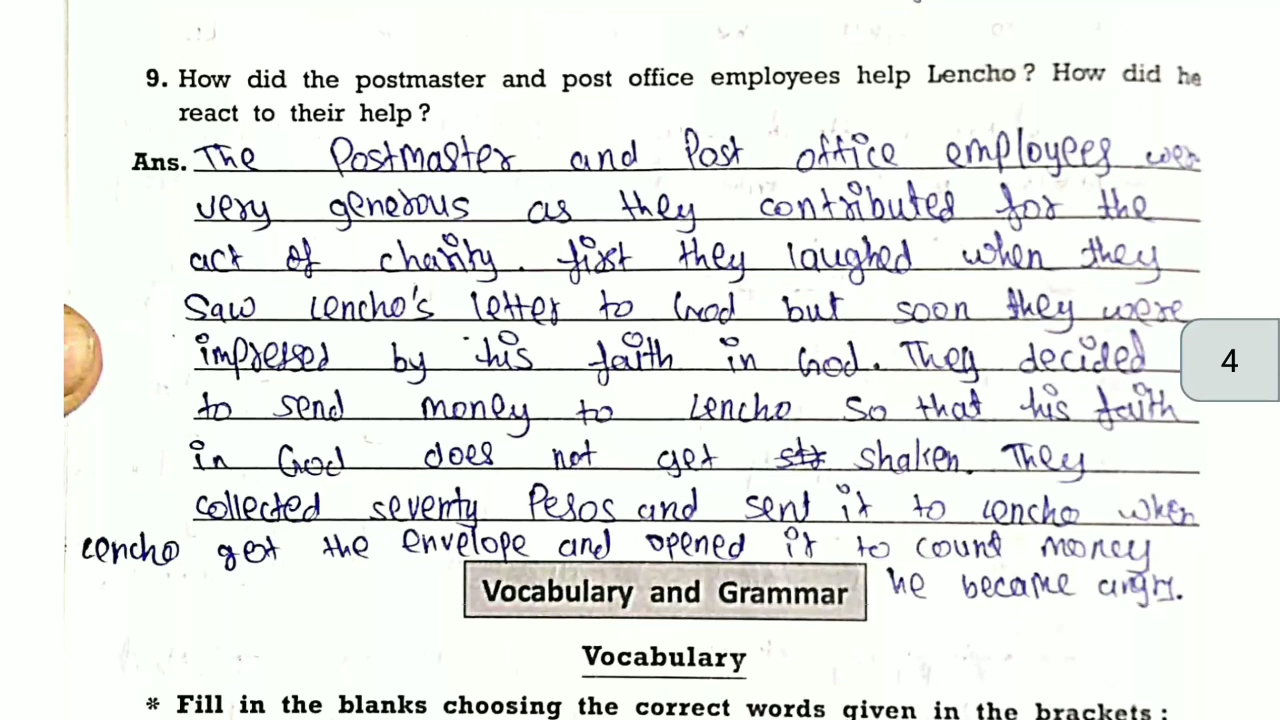 9. How did the postmaster and post office employees help Lencho ? How did he
react to their help ?
Ans. The Postmaster and Post office employees wer
very generous as they contributed for the
act of charity. first they laughed when they
Saw Lencho's letter to God but soon they were
impressed by this faith in God. They decided
to send money to Lencho so that his faith
in God does not get shaken. They
collected seventy Pesos and sent it to Lencho when
Lencho get the envelope and opened it to count money
he became angry.
Vocabulary and Grammar
4
Vocabulary
* Fill in the blanks choosing the correct words given in the brackets :